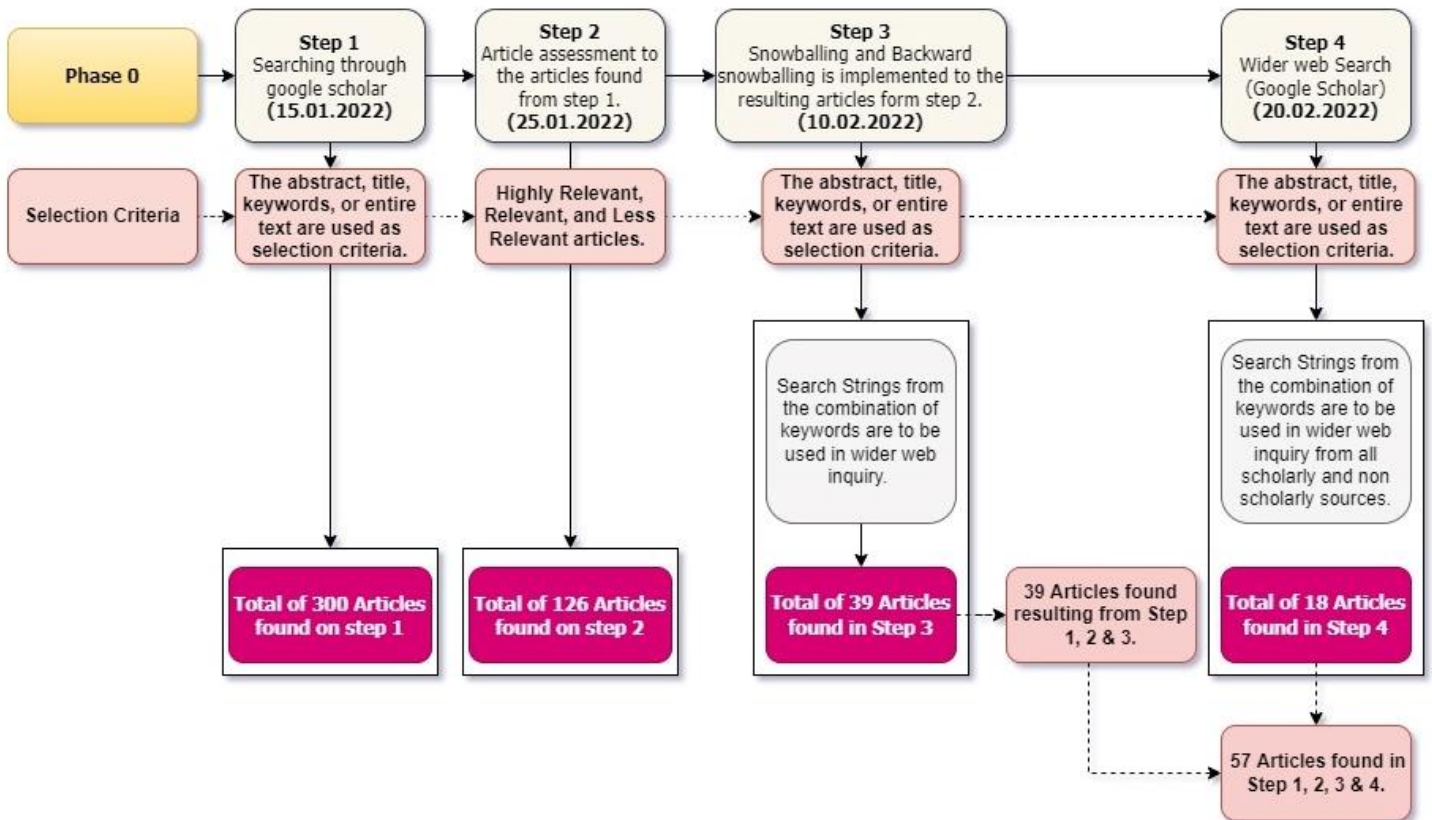 Phase 0
Step 1
Searching through
google scholar
(15.01.2022)
Step 2
Article assessment to
the articles found
from step 1.
(25.01.2022)
Step 3
Snowballing and Backward
snowballing is implemented to the
resulting articles form step 2.
(10.02.2022)
Step 4
Wider web Search
(Google Scholar)
(20.02.2022)
Selection Criteria
The abstract, title,
keywords, or entire
text are used as
selection criteria.
Highly Relevant,
Relevant, and Less
Relevant articles.
The abstract, title,
keywords, or entire
text are used as
selection criteria.
The abstract, title,
keywords, or entire
text are used as
selection criteria.
Search Strings from
the combination of
keywords are to be
used in wider web
inquiry.
Search Strings from
the combination of
keywords are to be
used in wider web
inquiry from all
scholarly and non
scholarly sources.
Total of 300 Articles
found on step 1
Total of 126 Articles
found on step 2
Total of 39 Articles
found in Step 3
39 Articles found
resulting from Step
1, 2 & 3.
Total of 18 Articles
found in Step 4
57 Articles found in
Step 1, 2, 3 & 4.